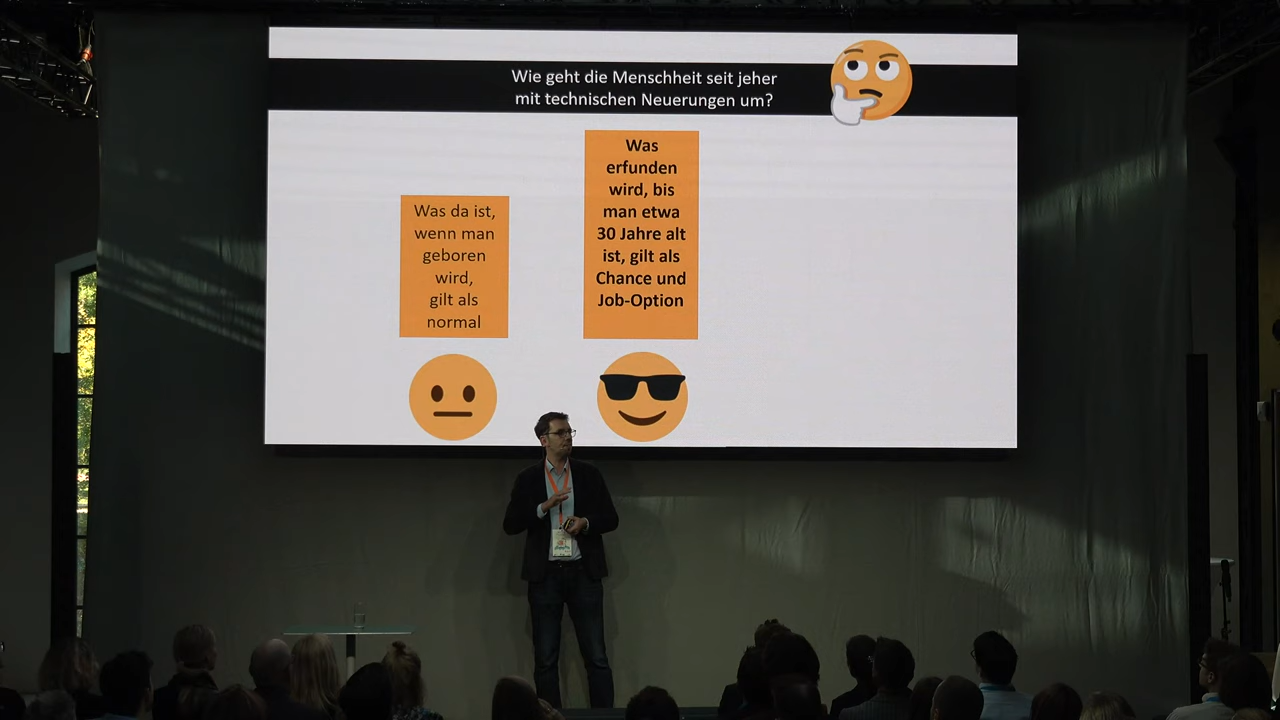 Wie geht die Menschheit seit jeher
mit technischen Neuerungen um?
Was da ist,
wenn man
geboren
wird,
gilt als
normal
Was
erfunden
wird, bis
man etwa
30 Jahre alt
ist, gilt als
Chance und
Job-Option